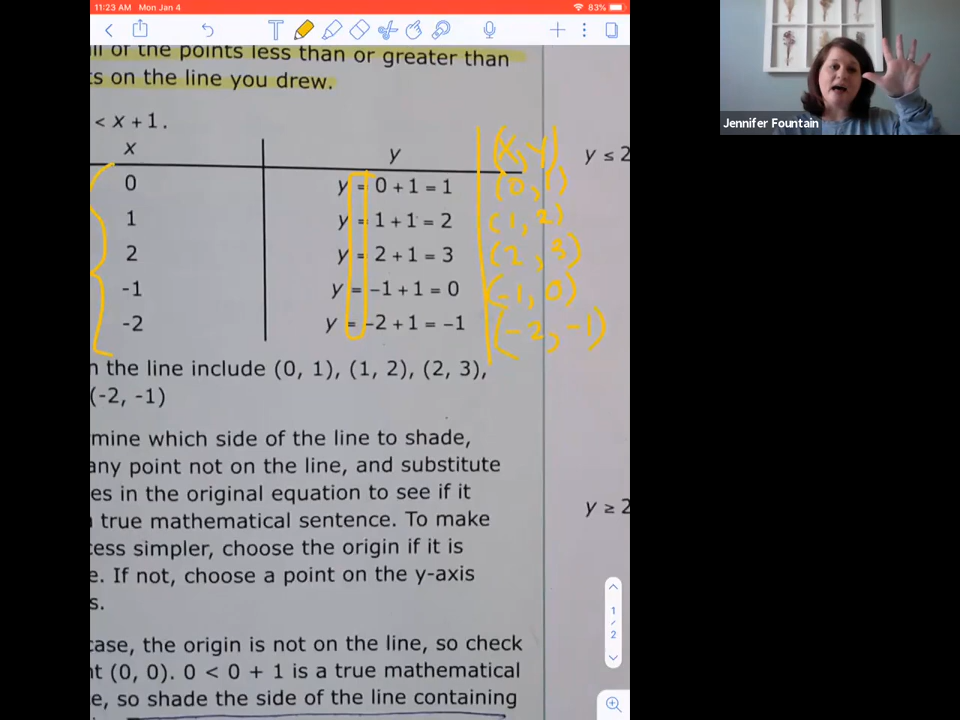 11:23 AM Mon Jan 4
83%
of the points less than or greater than
ts on the line you drew.
< x + 1.
x
y
(x, y)
0
y = 0 + 1 = 1
(0, 1)
1
y = 1 + 1 = 2
(1, 2)
2
y = 2 + 1 = 3
(2, 3)
-1
y = -1 + 1 = 0
(-1, 0)
-2
y = -2 + 1 = -1
(-2, -1)
y ≤ 2
n the line include (0, 1), (1, 2), (2, 3),
(-2, -1)
rmine which side of the line to shade,
any point not on the line, and substitute
es in the original equation to see if it
true mathematical sentence. To make
cess simpler, choose the origin if it is
e. If not, choose a point on the y-axis
s.
y ≥ 2
case, the origin is not on the line, so check
nt (0, 0). 0 < 0 + 1 is a true mathematical
e, so shade the side of the line containing
1
/
2
Jennifer Fountain